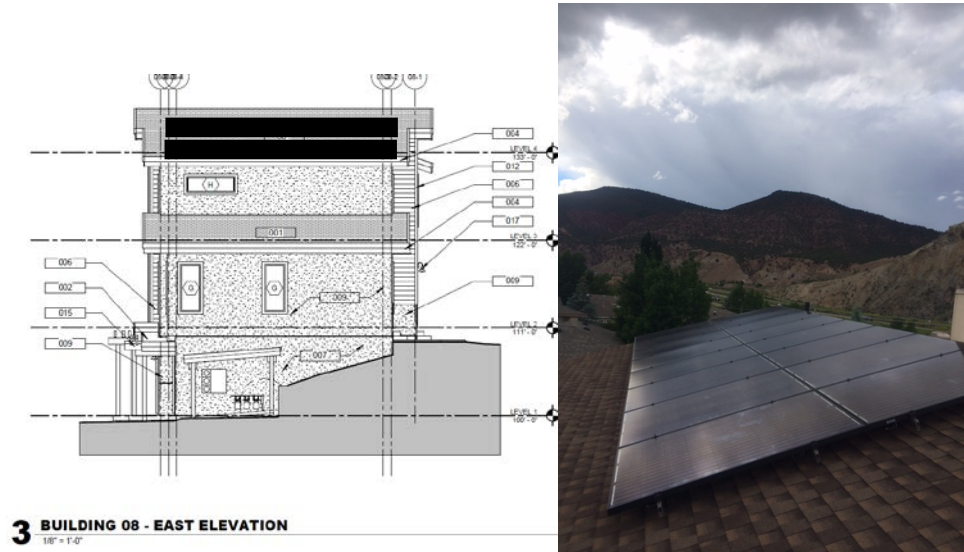 004
LEVEL 4
133' - 0"
012
H
006
004
001
017
LEVEL 3
122' - 0"
006
G
G
009
009
002
015
LEVEL 2
111' - 0"
009
007
LEVEL 1
100' - 0"
3 BUILDING 08 - EAST ELEVATION
1/8" = 1'-0"